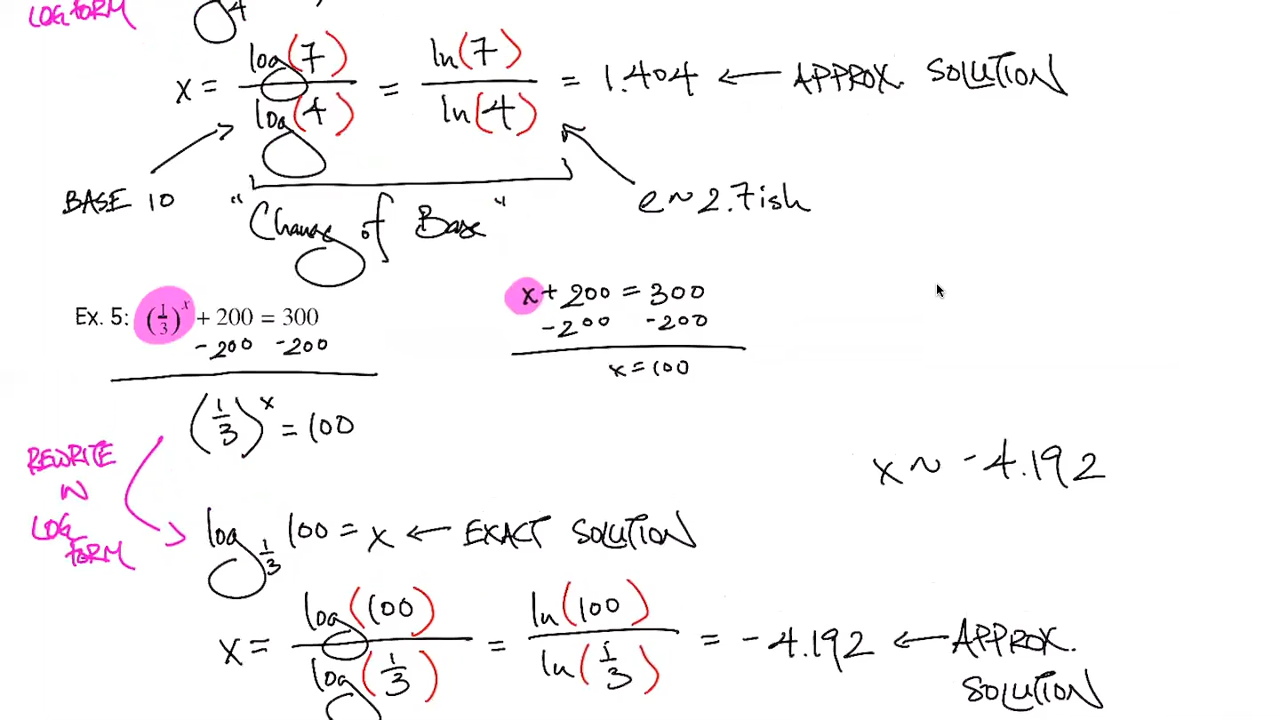 LOG FORM
4
x = log(7) / log(4) = ln(7) / ln(4) = 1.404 ← APPROX. SOLUTION
BASE 10
"Change of Base"
e ~ 2.7ish
Ex. 5: (1/3)^x + 200 = 300
-200 -200
(1/3)^x = 100
x + 200 = 300
-200 -200
x = 100
REWRITE
IN
LOG
FORM
x ~ -4.192
log_{1/3} 100 = x ← EXACT SOLUTION
x = log(100) / log(1/3) = ln(100) / ln(1/3) = -4.192 ← APPROX.
SOLUTION